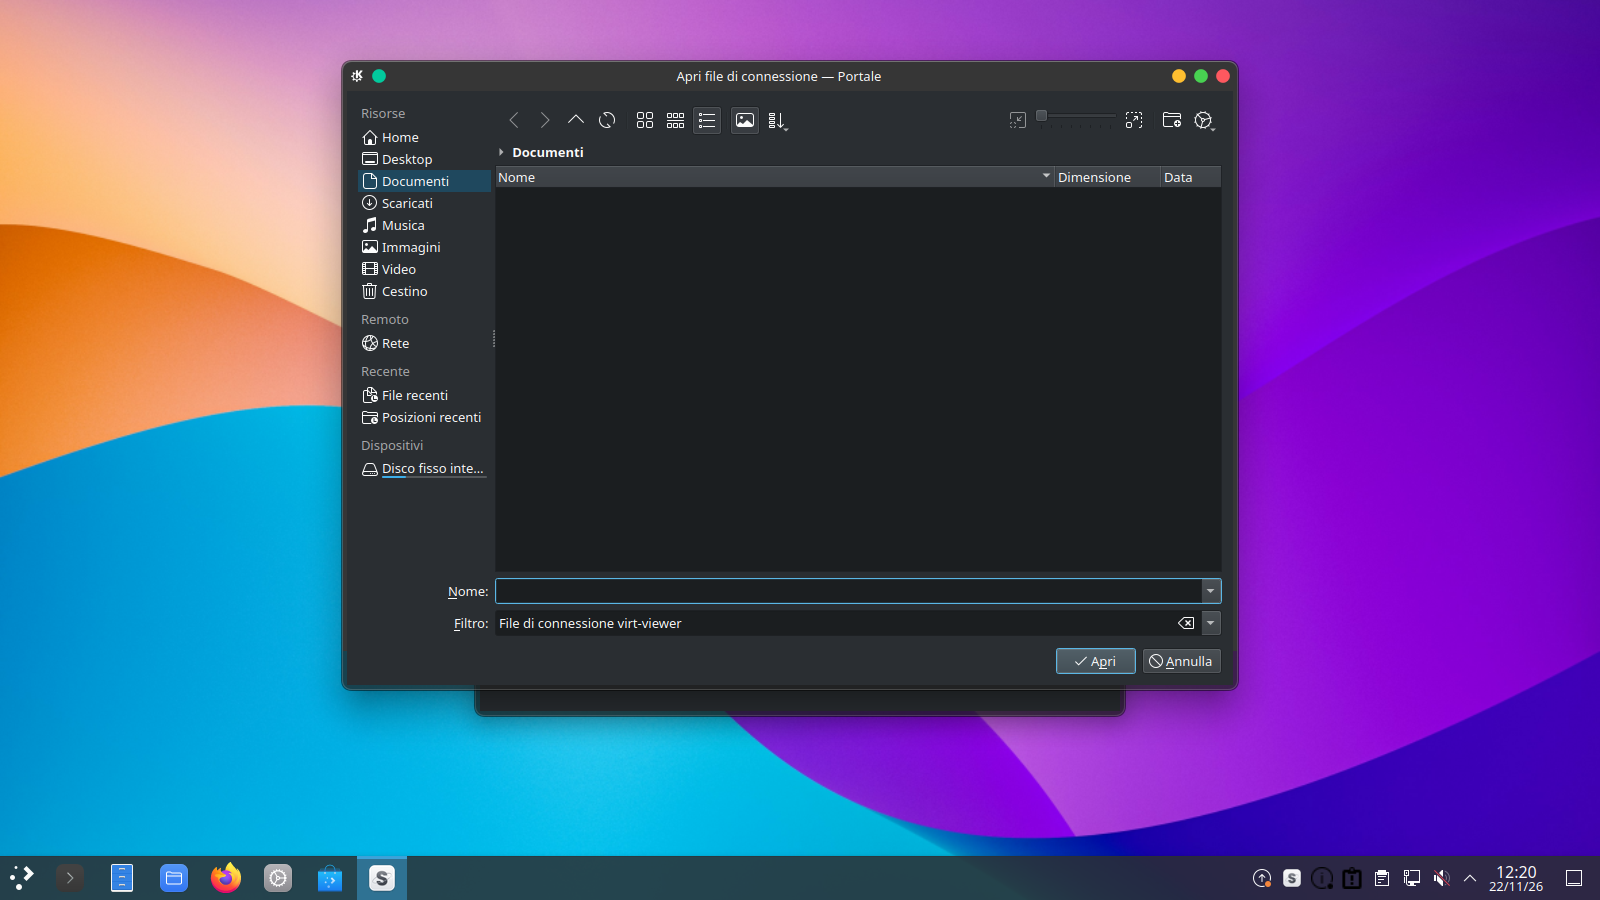 Apri file di connessione — Portale
Risorse
Home
Desktop
Documenti
Scaricati
Musica
Immagini
Video
Cestino
Remoto
Rete
Recente
File recenti
Posizioni recenti
Dispositivi
Disco fisso inte...
Documenti
Nome Dimensione Data
Nome:
Filtro: File di connessione virt-viewer
Apri Annulla
12:20
22/11/26